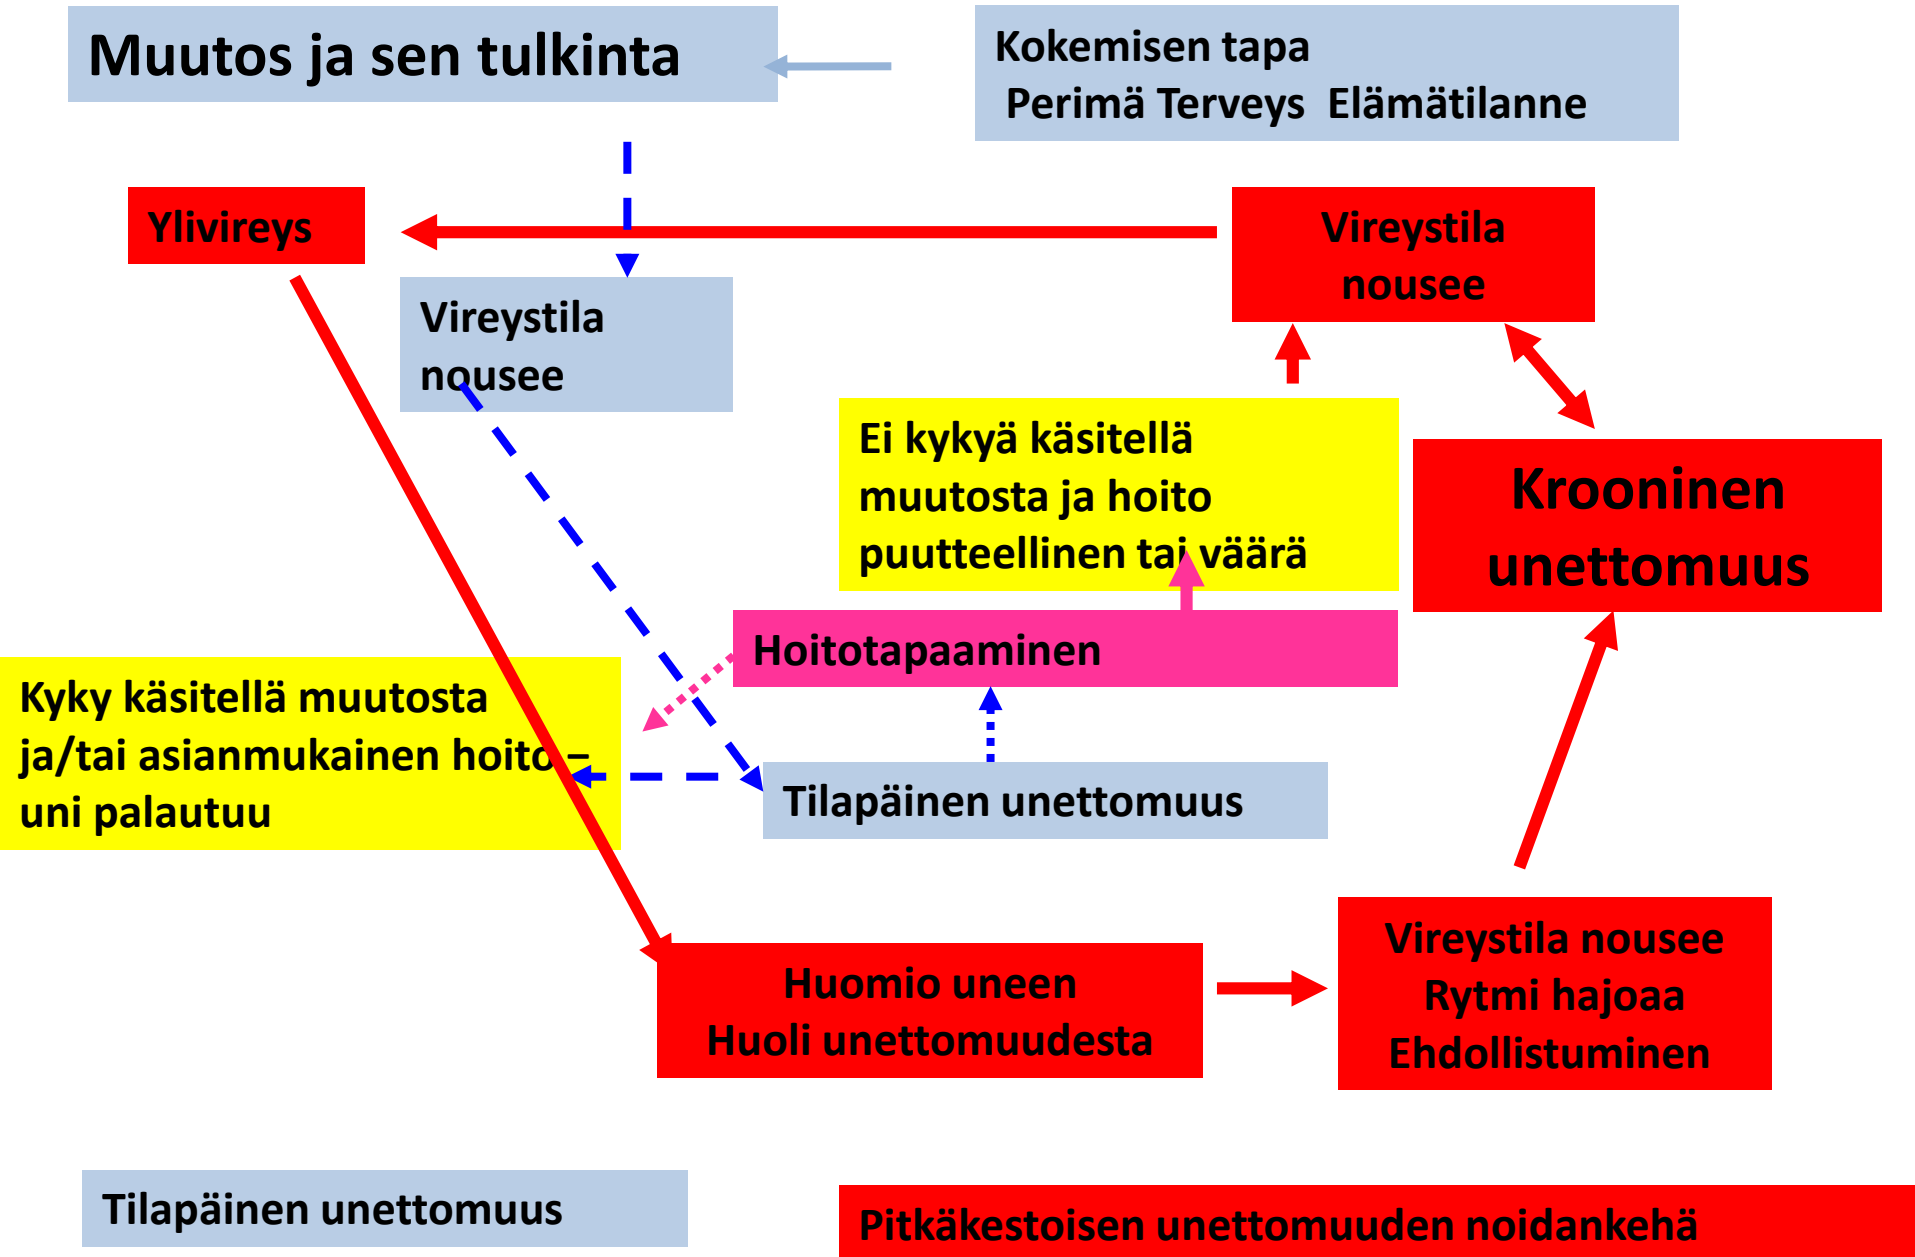 Muutos ja sen tulkinta
Kokemisen tapa
Perimä Terveys Elämätilanne
Ylivireys
Vireystila
nousee
Vireystila
nousee
Ei kykyä käsitellä
muutosta ja hoito
puutteellinen tai väärä
Krooninen
unettomuus
Hoitotapaaminen
Kyky käsitellä muutosta
ja/tai asianmukainen hoito –
uni palautuu
Tilapäinen unettomuus
Huomio uneen
Huoli unettomuudesta
Vireystila nousee
Rytmi hajoaa
Ehdollistuminen
Tilapäinen unettomuus
Pitkäkestoisen unettomuuden noidankehä